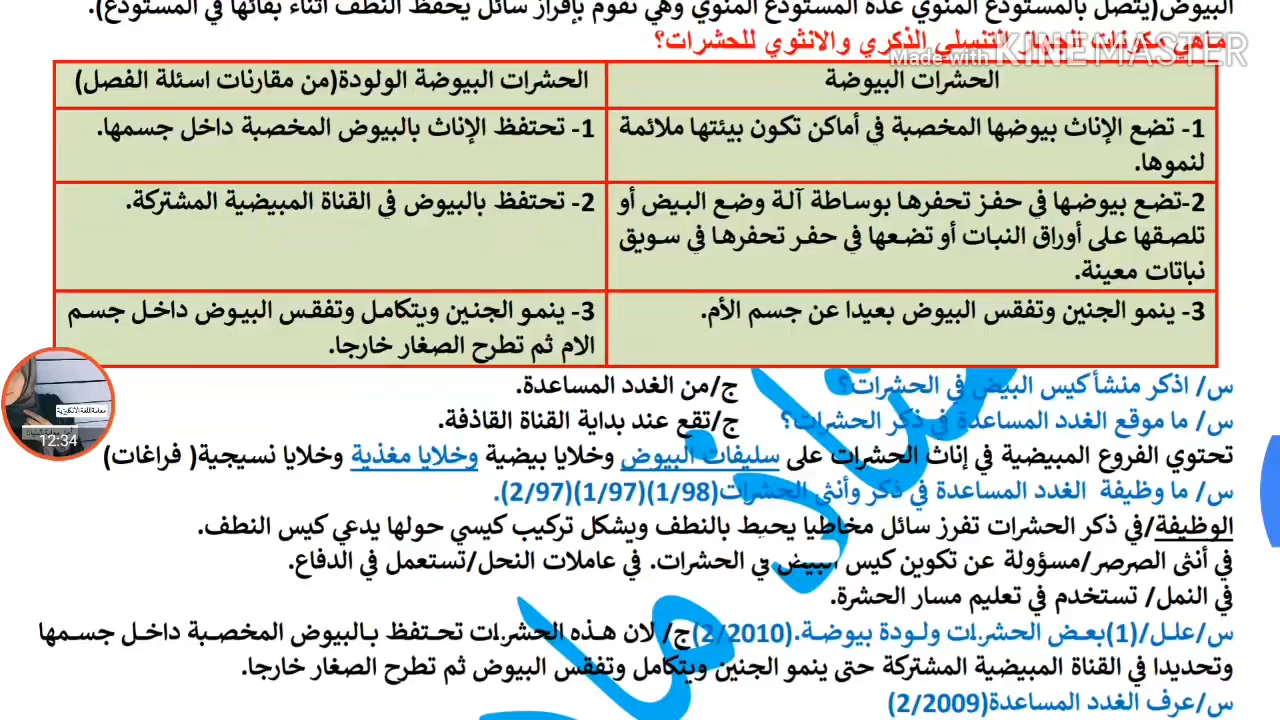 البيوض(يتصل بالمستودع المنوي غدة المستودع المنوي وهي تقوم بإفراز سائل يحفظ النطف اثناء بقائها في المستودع).
ماهي مكونات الجهاز التنسلي الذكري والانثوي للحشرات؟
Made with KINEMASTER
الحشرات البيوضة
الحشرات البيوضة الولودة(من مقارنات اسئلة الفصل)
1- تضع الإناث بيوضها المخصبة في أماكن تكون بيئتها ملائمة
لنموها.
1- تحتفظ الإناث بالبيوض المخصبة داخل جسمها.
2-تضع بيوضها في حفز تحفرها بوساطة آلة وضع البيض أو
تلصقها على أوراق النبات أو تضعها في حفر تحفرها في سويق
نباتات معينة.
2- تحتفظ بالبيوض في القناة المبيضية المشتركة.
3- ينمو الجنين وتفقس البيوض بعيدا عن جسم الأم.
3- ينمو الجنين ويتكامل وتفقس البيوض داخل جسم
الام ثم تطرح الصغار خارجا.
س/ اذكر منشأ كيس البيض في الحشرات؟ ج/من الغدد المساعدة.
س/ ما موقع الغدد المساعدة في ذكر الحشرات؟ ج/تقع عند بداية القناة القاذفة.
تحتوي الفروع المبيضية في إناث الحشرات على سليفات البيوض وخلايا بيضية وخلايا مغذية وخلايا نسيجية( فراغات)
س/ ما وظيفة الغدد المساعدة في ذكر وأنثى الحشرات(1/98)(1/97)(2/97).
الوظيفة/في ذكر الحشرات تفرز سائل مخاطيا يحيط بالنطف ويشكل تركيب كيسي حولها يدعي كيس النطف.
في أنثى الصرصر/مسؤولة عن تكوين كيس البيض في الحشرات. في عاملات النحل/تستعمل في الدفاع.
في النمل/ تستخدم في تعليم مسار الحشرة.
س/علل/(1)بعض الحشرات ولودة بيوضة.(2/2010)ج/ لان هذه الحشرات تحتفظ بالبيوض المخصبة داخل جسمها
وتحديدا في القناة المبيضية المشتركة حتى ينمو الجنين ويتكامل وتفقس البيوض ثم تطرح الصغار خارجا.
س/عرف الغدد المساعدة(2/2009)
12:34